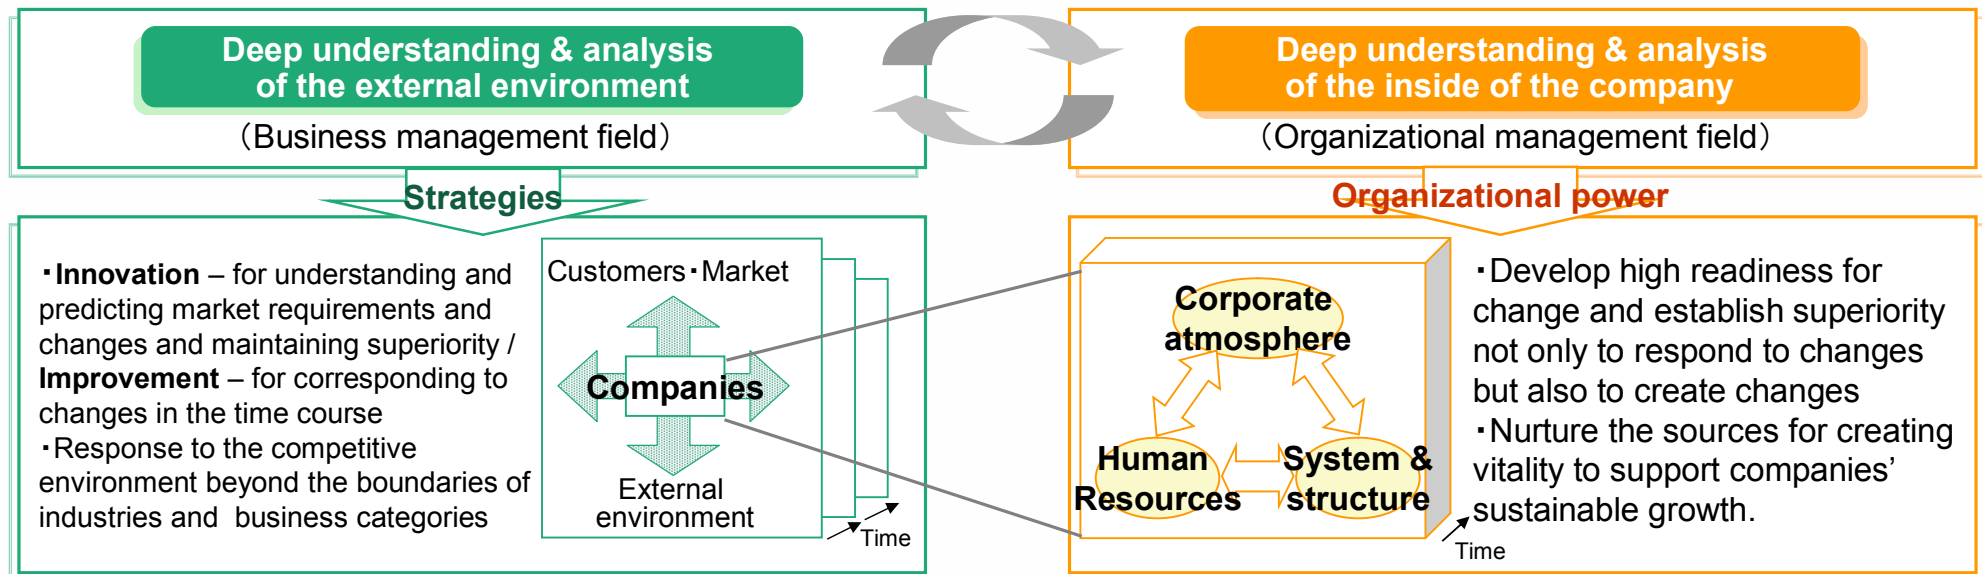 Deep understanding & analysis
of the external environment
（Business management field）
Strategies
・Innovation – for understanding and
predicting market requirements and
changes and maintaining superiority /
Improvement – for corresponding to
changes in the time course
・Response to the competitive
environment beyond the boundaries of
industries and business categories
Customers・Market
Companies
External
environment
Time
Deep understanding & analysis
of the inside of the company
（Organizational management field）
Organizational power
Corporate
atmosphere
Human
Resources
System &
structure
Time
・Develop high readiness for
change and establish superiority
not only to respond to changes
but also to create changes
・Nurture the sources for creating
vitality to support companies’
sustainable growth.